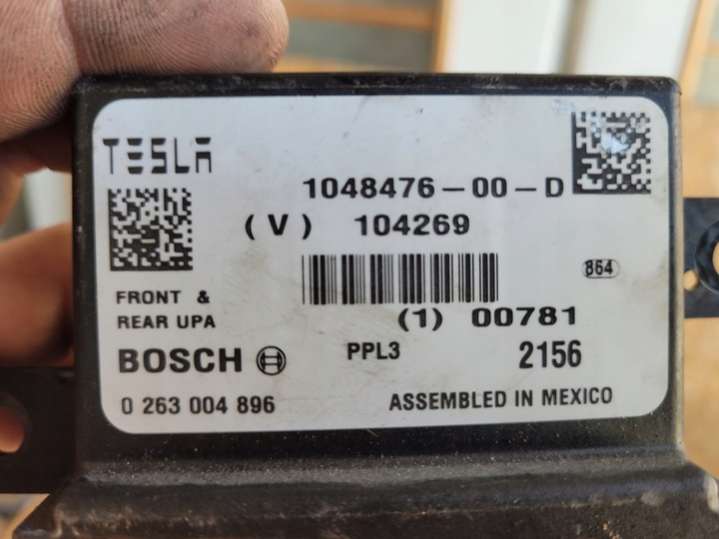 TESLA
1048476-00-D
(V) 104269
864
FRONT &
REAR UPA
(1) 00781
BOSCH
PPL3
2156
0 263 004 896
ASSEMBLED IN MEXICO